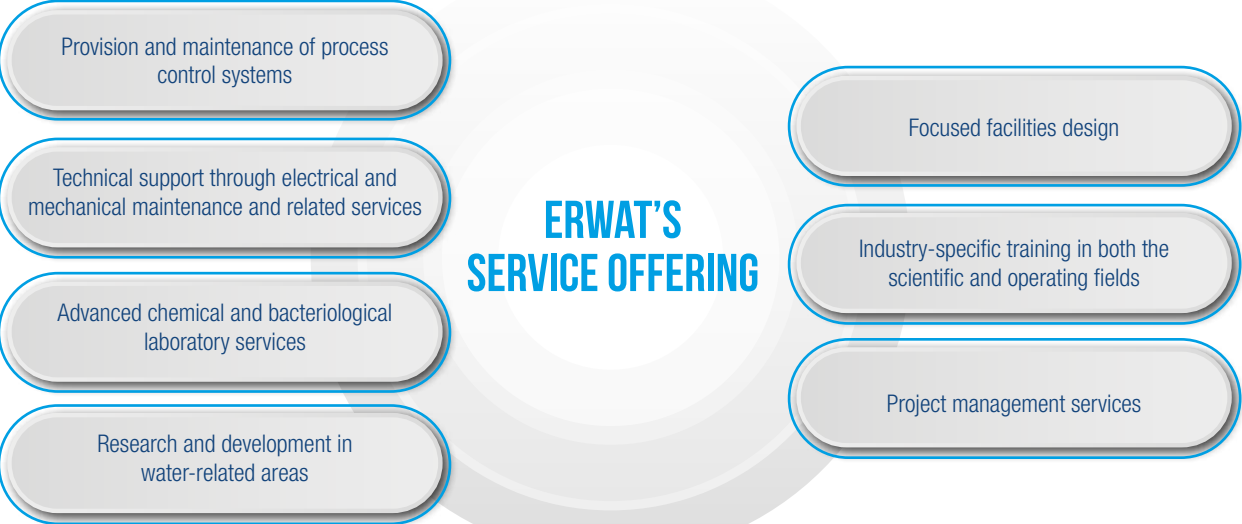 Provision and maintenance of process
control systems
Technical support through electrical and
mechanical maintenance and related services
Advanced chemical and bacteriological
laboratory services
Research and development in
water-related areas
ERWAT'S
SERVICE OFFERING
Focused facilities design
Industry-specific training in both the
scientific and operating fields
Project management services